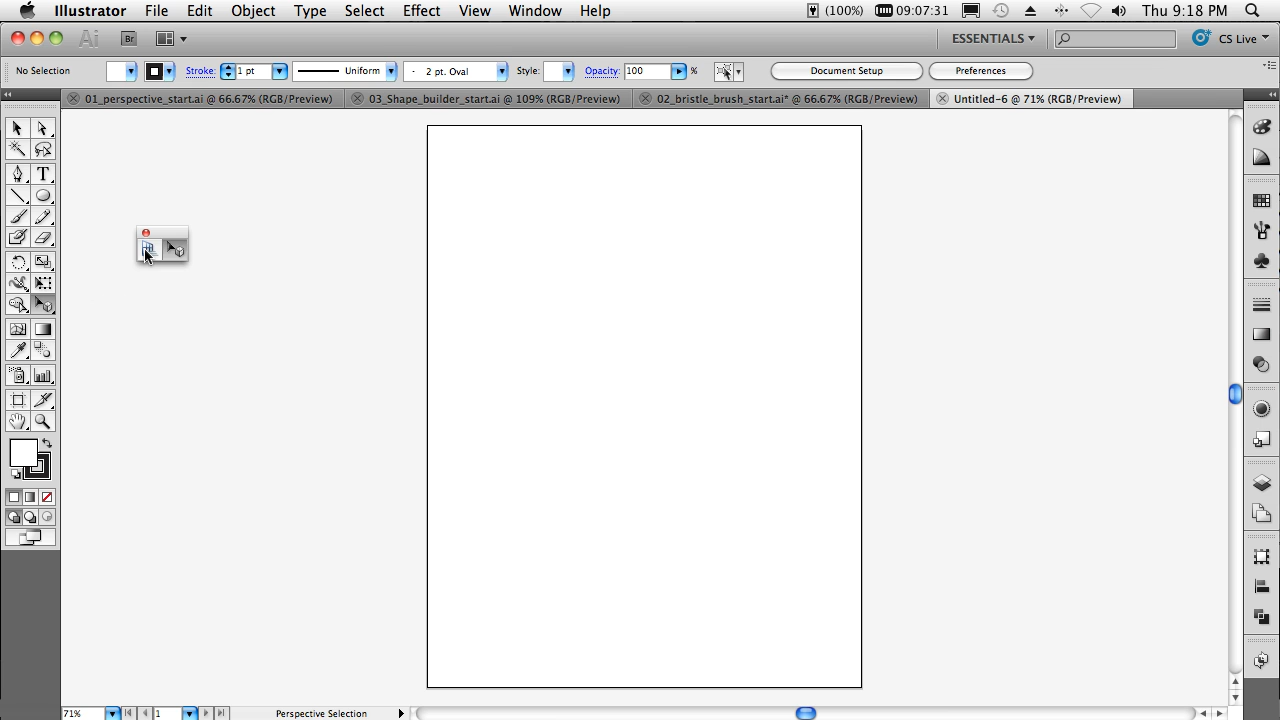 Illustrator File Edit Object Type Select Effect View Window Help (100%) 09:07:31 Thu 9:18 PM
Ai Br ESSENTIALS CS Live
No Selection Stroke: 1 pt Uniform 2 pt. Oval Style: Opacity: 100 % Document Setup Preferences
01_perspective_start.ai @ 66.67% (RGB/Preview) 03_Shape_builder_start.ai @ 109% (RGB/Preview) 02_bristle_brush_start.ai* @ 66.67% (RGB/Preview) Untitled-6 @ 71% (RGB/Preview)
T
71% 1 Perspective Selection